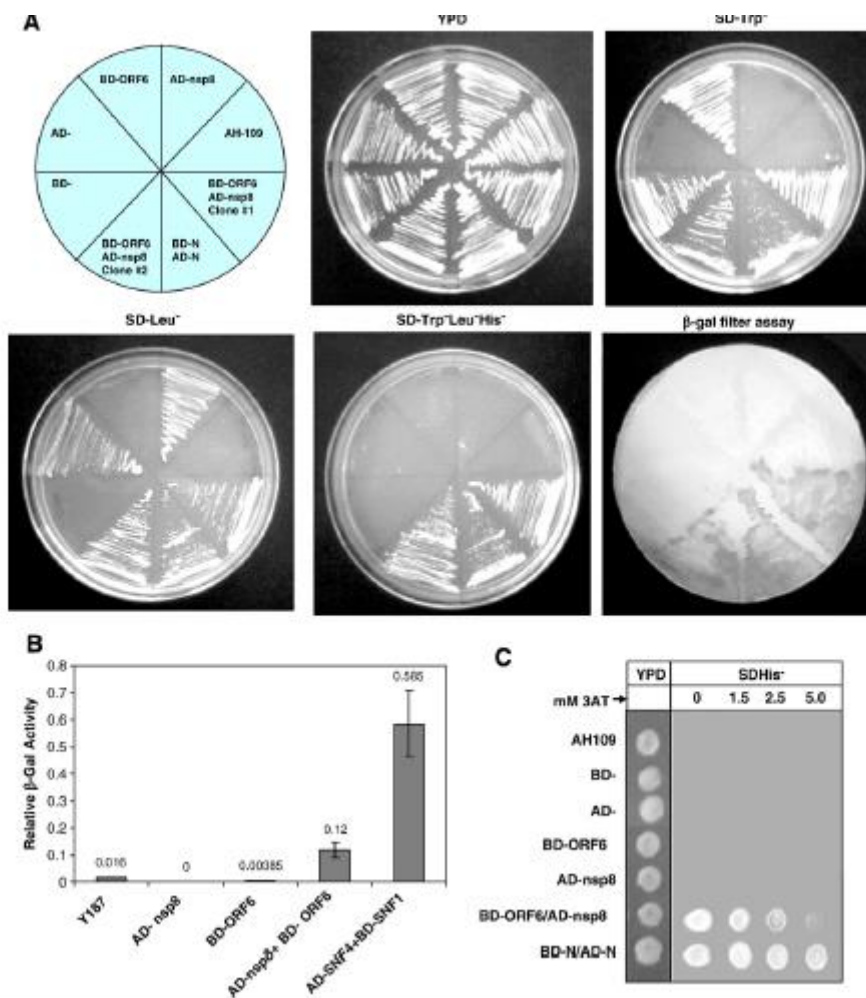 A
YPD
SD-Trp⁻
BD-ORF6
AD-nsp8
AD-
AH-109
BD-
BD-ORF6
AD-nsp8
Clone #1
BD-ORF6
AD-nsp8
Clone #2
BD-N
AD-N
SD-Leu⁻
SD-Trp⁻Leu⁻His⁻
β-gal filter assay
B
Relative β-Gal Activity
0.8
0.7
0.6
0.5
0.4
0.3
0.2
0.1
0
0.016
0
0.00385
0.12
0.585
Y187
AD- nsp8
BD-ORF6
AD-nsp8+ BD- ORF6
AD-SNF4+BD-SNF1
C
YPD
SDHis⁻
mM 3AT
0
1.5
2.5
5.0
AH109
BD-
AD-
BD-ORF6
AD-nsp8
BD-ORF6/AD-nsp8
BD-N/AD-N